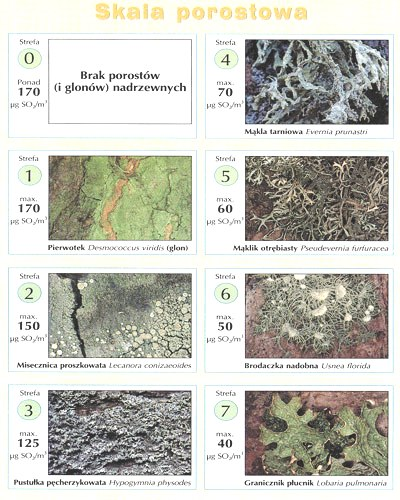 Skala porostowa
Strefa
0
Ponad
170
µg SO₂/m³
Brak porostów
(i glonów) nadrzewnych
Strefa
1
max.
170
µg SO₂/m³
Pierwotek Desmococcus viridis (glon)
Strefa
2
max.
150
µg SO₂/m³
Misecznica proszkowata Lecanora conizaeoides
Strefa
3
max.
125
µg SO₂/m³
Pustułka pęcherzykowata Hypogymnia physodes
Strefa
4
max.
70
µg SO₂/m³
Mąkla tarniowa Evernia prunastri
Strefa
5
max.
60
µg SO₂/m³
Mąklik otrębiasty Pseudevernia furfuracea
Strefa
6
max.
50
µg SO₂/m³
Brodaczka nadobna Usnea florida
Strefa
7
max.
40
µg SO₂/m³
Granicznik płucnik Lobaria pulmonaria